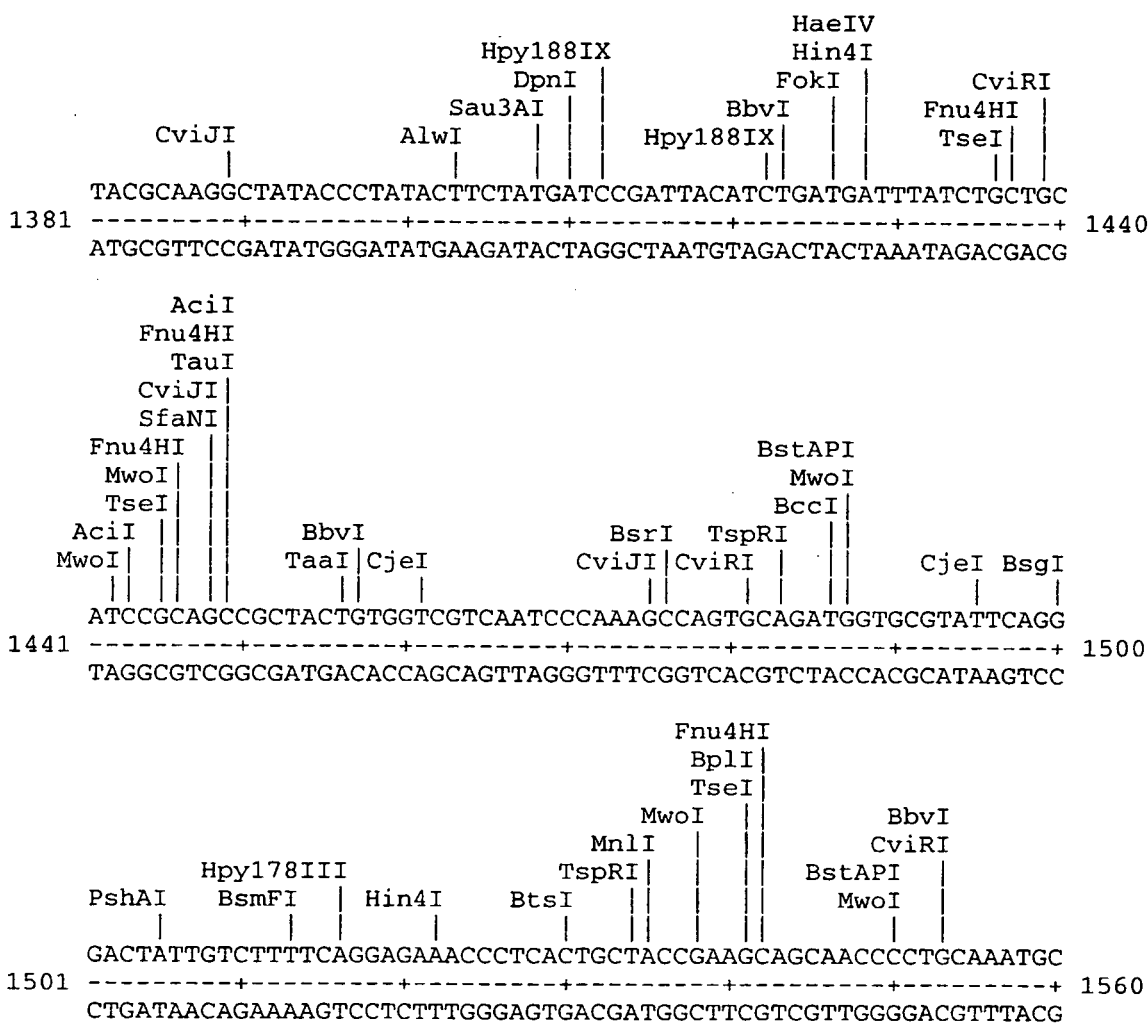 HaeIV
Hpy188IX Hin4I
DpnI FokI CviRI
Sau3AI BbvI Fnu4HI
CviJI AlwI Hpy188IX TseI
TACGCAAGGCTATACCCTATACTTCTATGATCCGATTACATCTGATGATTTATCTGCTGC
1381 ---------+---------+---------+---------+---------+---------+ 1440
ATGCGTTCCGATATGGGATATGAAGATACTAGGCTAATGTAGACTACTAAATAGACGACG
AciI
Fnu4HI
TauI
CviJI
SfaNI
Fnu4HI BstAPI
MwoI MwoI
TseI BccI
AciI BbvI BsrI TspRI
MwoI TaaI CjeI CviJI CviRI CjeI BsgI
ATCCGCAGCCGCTACTGTGGTCGTCAATCCCAAAGCCAGTGCAGATGGTGCGTATTCAGG
1441 ---------+---------+---------+---------+---------+---------+ 1500
TAGGCGTCGGCGATGACACCAGCAGTTAGGGTTTCGGTCACGTCTACCACGCATAAGTCC
Fnu4HI
BplI
TseI
MwoI BbvI
MnlI CviRI
Hpy178III TspRI BstAPI
PshAI BsmFI Hin4I BtsI MwoI
GACTATTGTCTTTTCAGGAGAAACCCTCACTGCTACCGAAGCAGCAACCCCTGCAAATGC
1501 ---------+---------+---------+---------+---------+---------+ 1560
CTGATAACAGAAAAGTCCTCTTTGGGAGTGACGATGGCTTCGTCGTTGGGGACGTTTACG